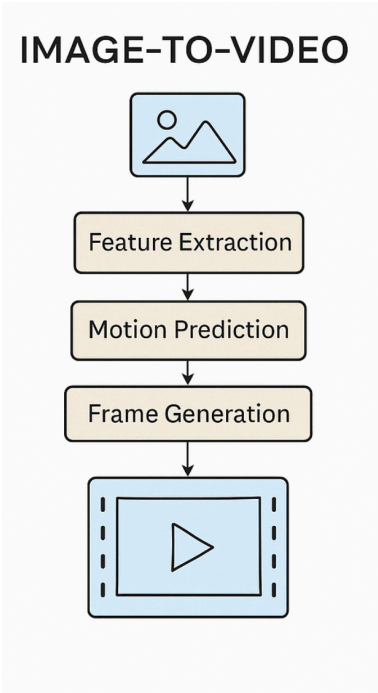 IMAGE-TO-VIDEO
Feature Extraction
Motion Prediction
Frame Generation